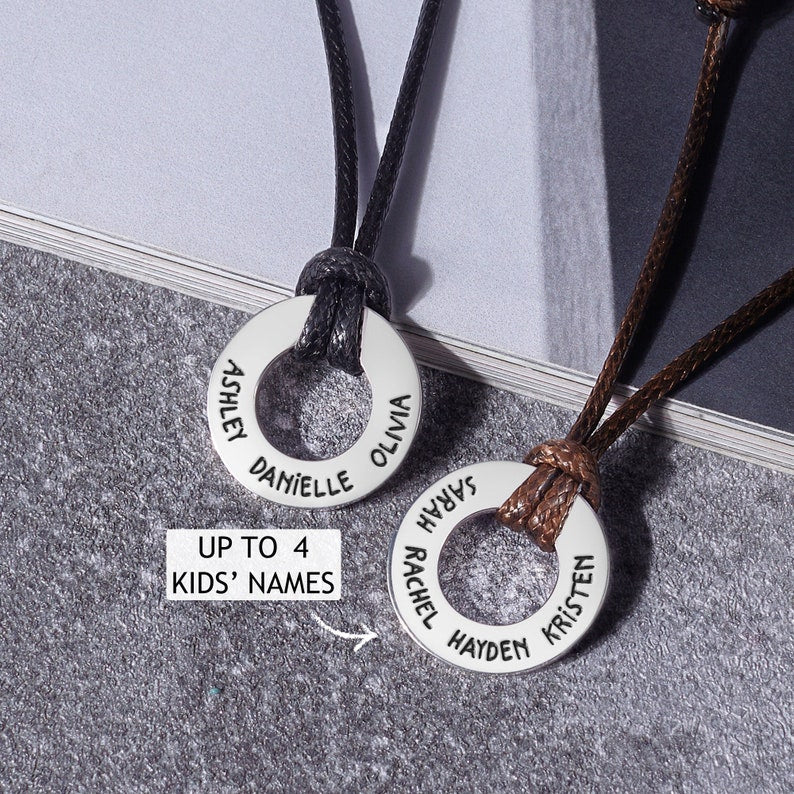 ASHLEY DANiELLE OLIVIA
UP TO 4
KIDS' NAMES
SARAH RACHEL HAYDEN KRiSTEN